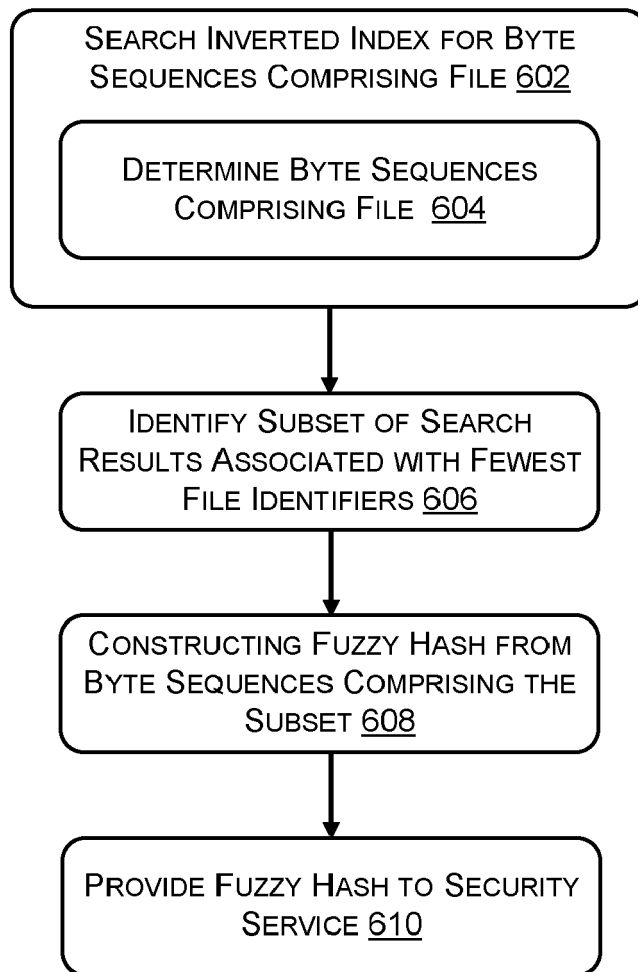 SEARCH INVERTED INDEX FOR BYTE
SEQUENCES COMPRISING FILE 602
DETERMINE BYTE SEQUENCES
COMPRISING FILE 604
IDENTIFY SUBSET OF SEARCH
RESULTS ASSOCIATED WITH FEWEST
FILE IDENTIFIERS 606
CONSTRUCTING FUZZY HASH FROM
BYTE SEQUENCES COMPRISING THE
SUBSET 608
PROVIDE FUZZY HASH TO SECURITY
SERVICE 610